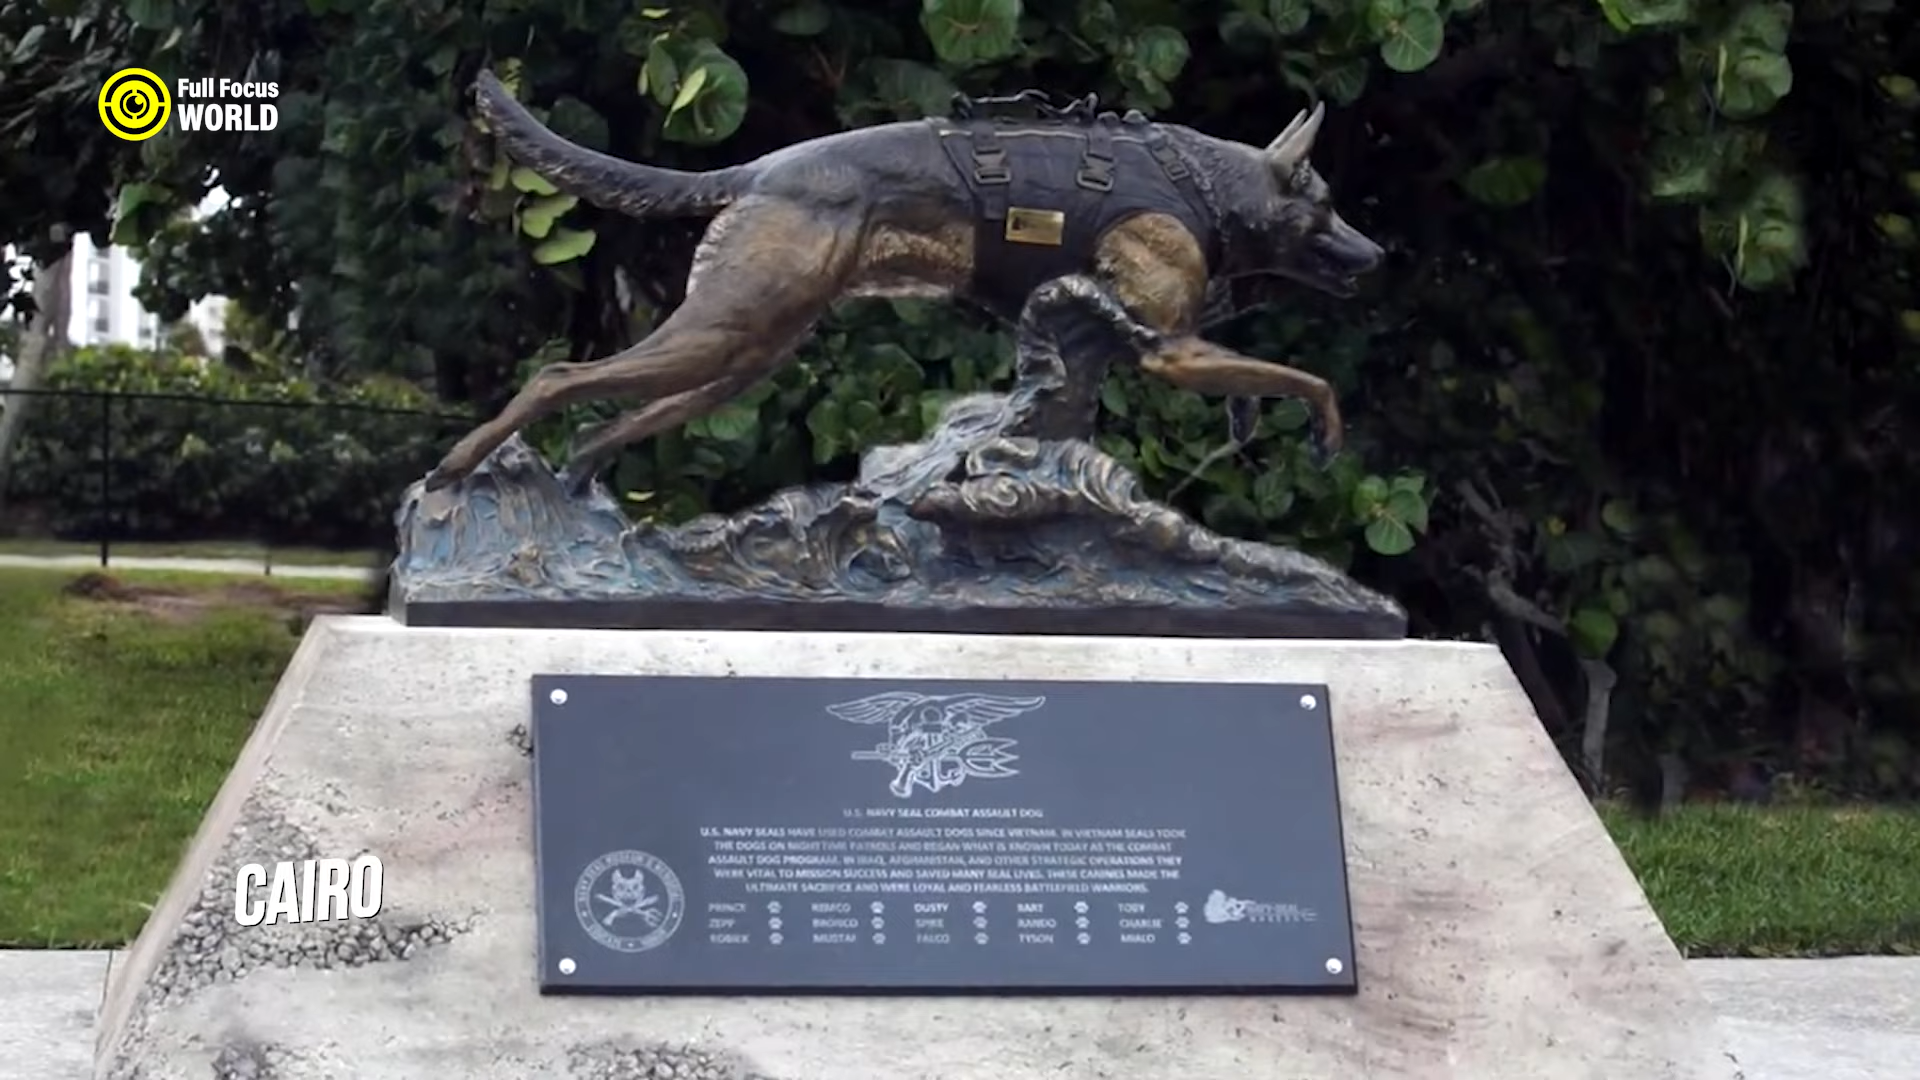 Full Focus
WORLD
U.S. NAVY SEAL COMBAT ASSAULT DOG
U.S. NAVY SEALS HAVE USED COMBAT ASSAULT DOGS SINCE VIETNAM. IN VIETNAM SEALS TOOK
THE DOGS ON NIGHTTIME PATROLS AND BEGAN WHAT IS KNOWN TODAY AS THE COMBAT
ASSAULT DOG PROGRAM. IN IRAQ, AFGHANISTAN, AND OTHER STRATEGIC OPERATIONS THEY
WERE VITAL TO MISSION SUCCESS AND SAVED MANY SEAL LIVES. THESE CANINES MADE THE
ULTIMATE SACRIFICE AND WERE LOYAL AND FEARLESS BATTLEFIELD WARRIORS.
PRINCE REMCO DUSTY BART TOBY
ZEPP BRONCO SPIKE RANDO CHARLIE
MUSTAF FALCO TYSON
CAIRO